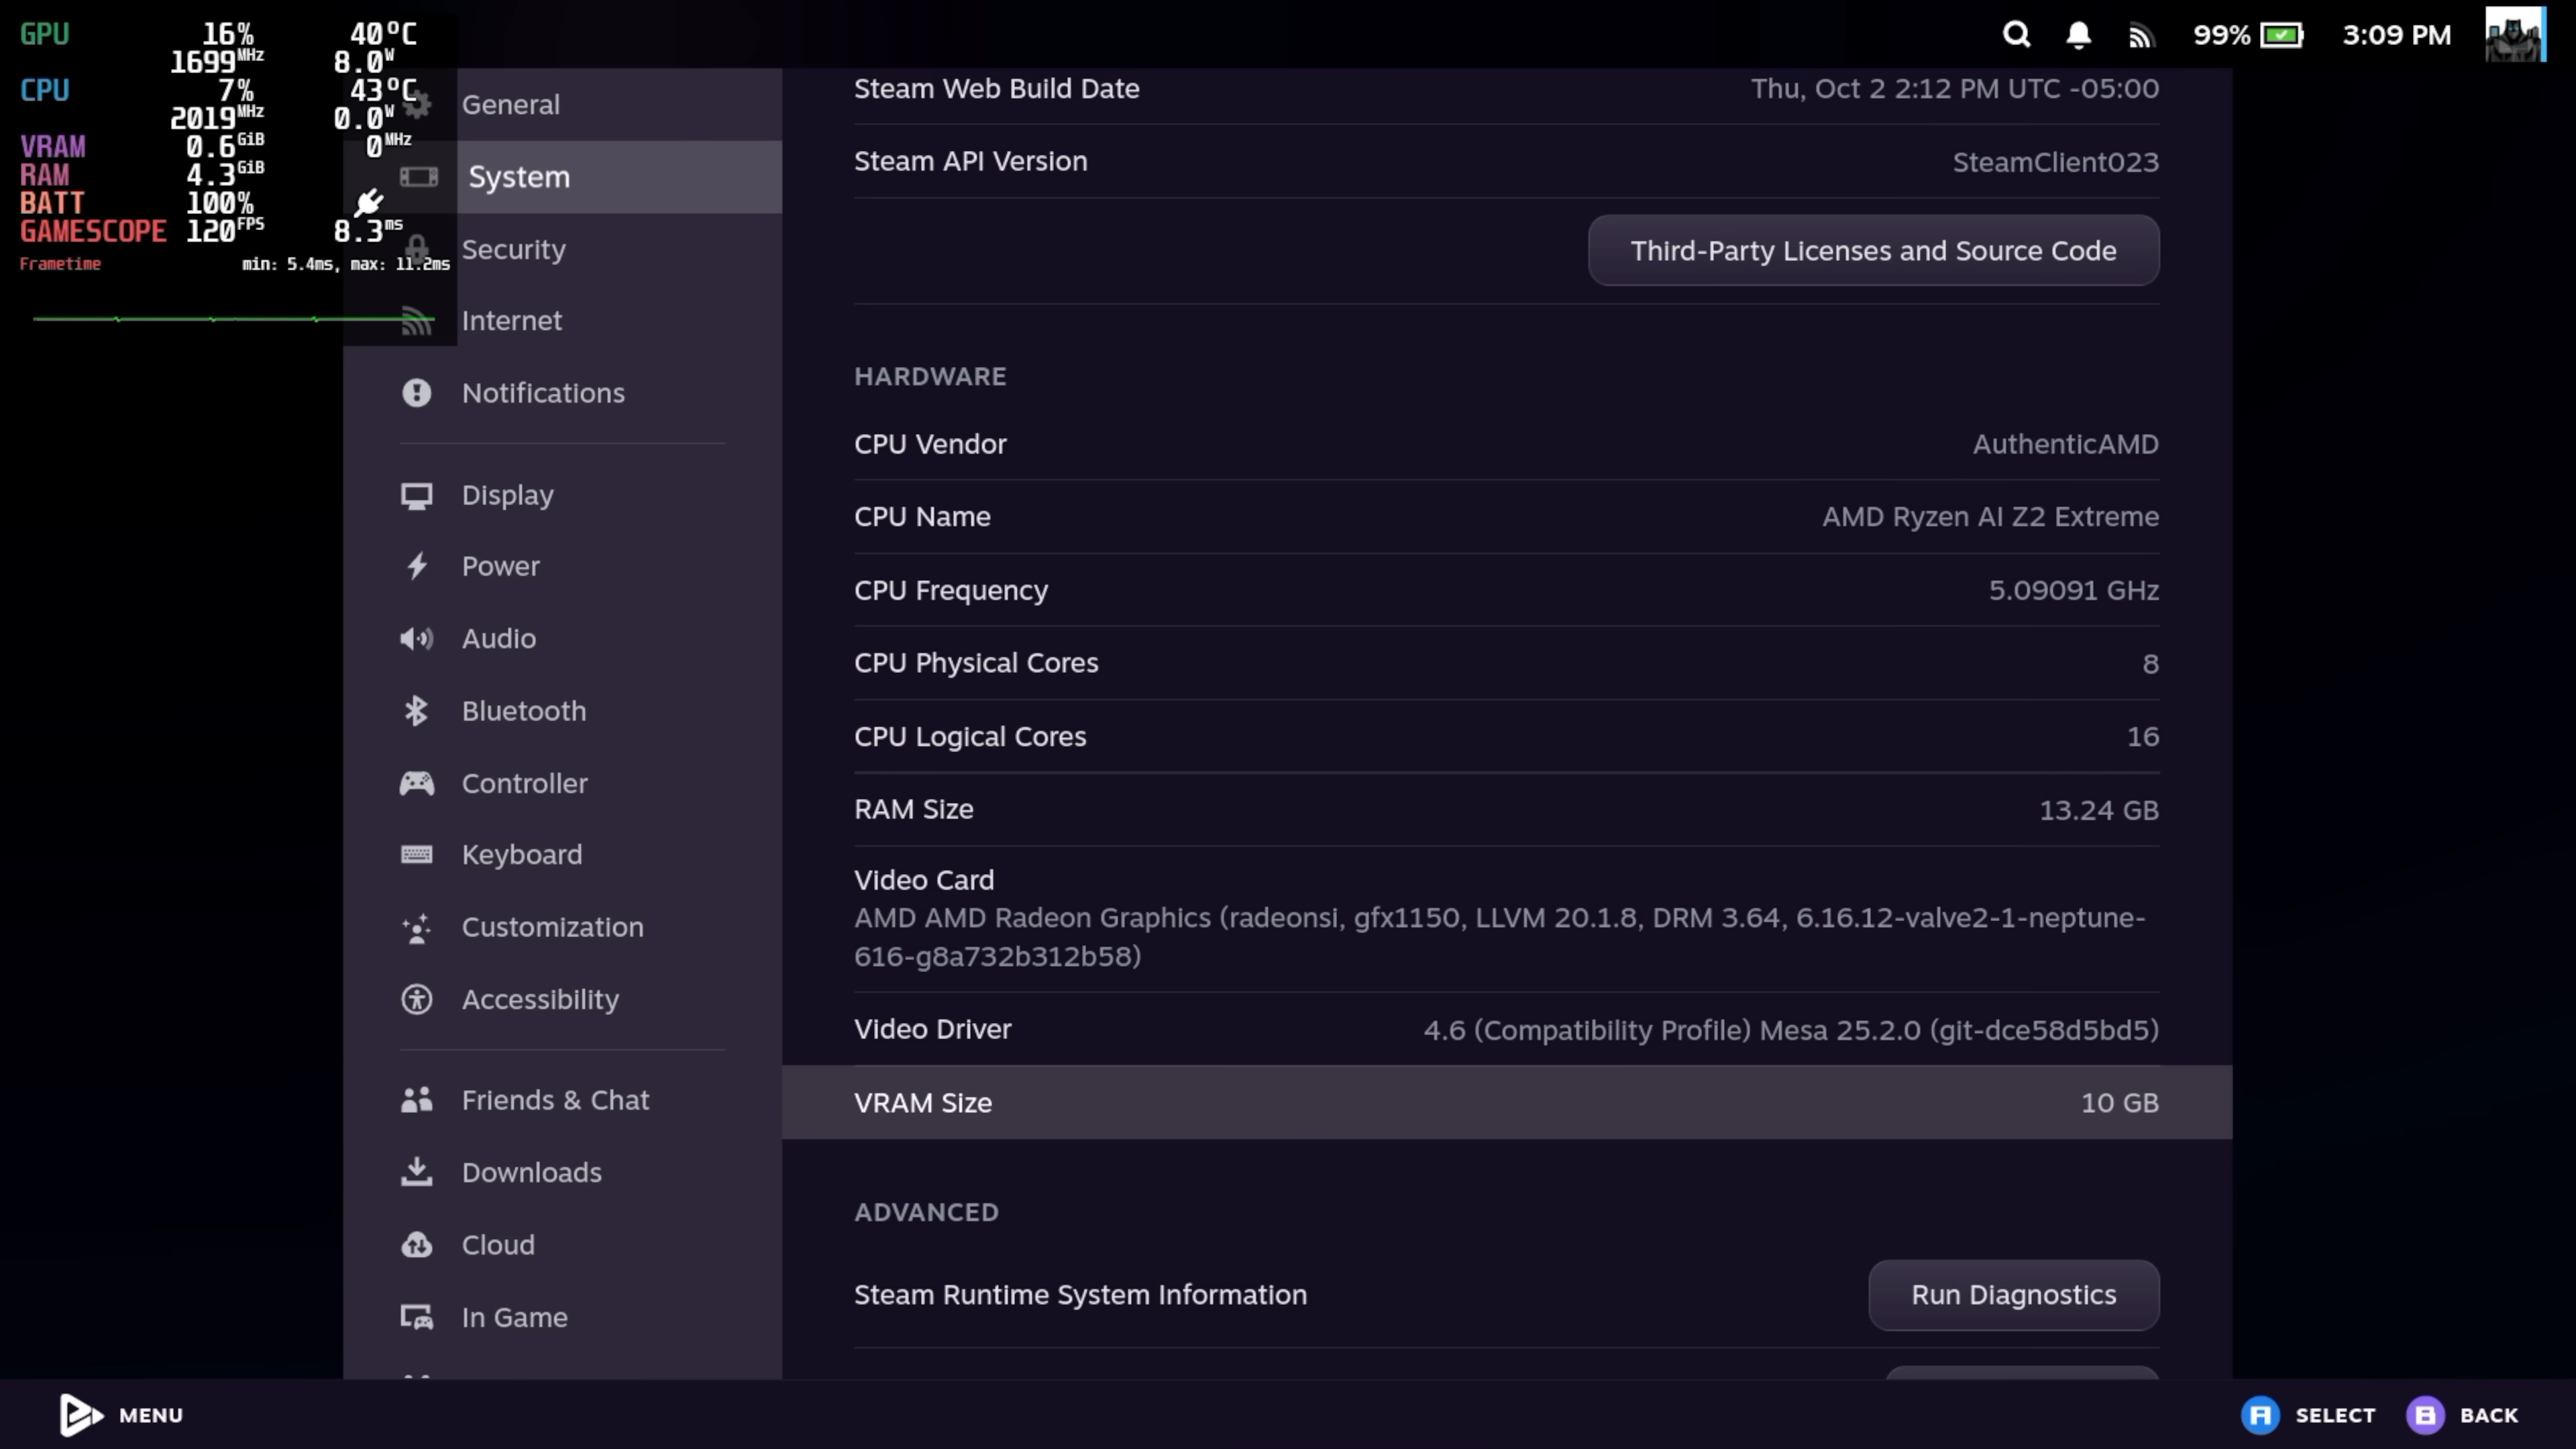 GPU 16% 40°C
1699MHz 8.0W
CPU 7% 43°C
2019MHz 0.0W
VRAM 0.6GiB 0MHz
RAM 4.3GiB
BATT 100%
GAMESCOPE 120FPS 8.3ms
Frametime min: 5.4ms, max: 11.2ms
99% 3:09 PM
General
System
Security
Internet
Notifications
Display
Power
Audio
Bluetooth
Controller
Keyboard
Customization
Accessibility
Friends & Chat
Downloads
Cloud
In Game
Steam Web Build Date Thu, Oct 2 2:12 PM UTC -05:00
Steam API Version SteamClient023
Third-Party Licenses and Source Code
HARDWARE
CPU Vendor AuthenticAMD
CPU Name AMD Ryzen AI Z2 Extreme
CPU Frequency 5.09091 GHz
CPU Physical Cores 8
CPU Logical Cores 16
RAM Size 13.24 GB
Video Card
AMD AMD Radeon Graphics (radeonsi, gfx1150, LLVM 20.1.8, DRM 3.64, 6.16.12-valve2-1-neptune-
616-g8a732b312b58)
Video Driver 4.6 (Compatibility Profile) Mesa 25.2.0 (git-dce58d5bd5)
VRAM Size 10 GB
ADVANCED
Steam Runtime System Information Run Diagnostics
MENU A SELECT B BACK